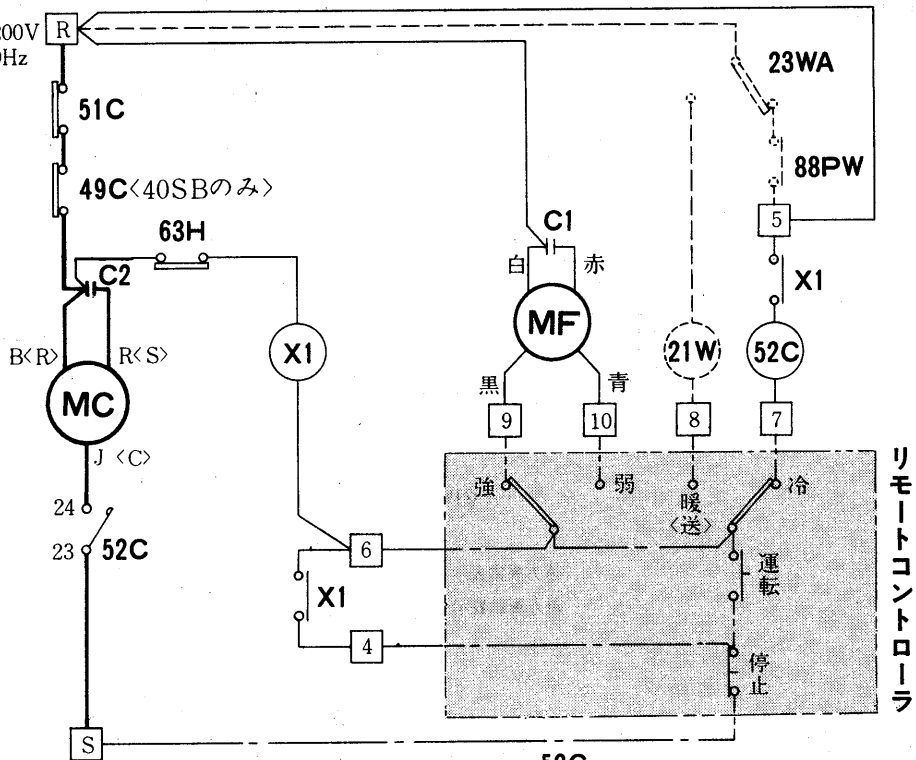 200V
R
Hz
23WA
51C
88PW
49C〈40SBのみ〉
5
63H
C1
C2
白
赤
X1
MF
X1
21W
52C
B〈R〉
R〈S〉
MC
黒
青
9
10
8
7
J〈C〉
強
弱
暖
〈送〉
冷
24
23
52C
6
運転
X1
4
停止
S
リモートコントローラ